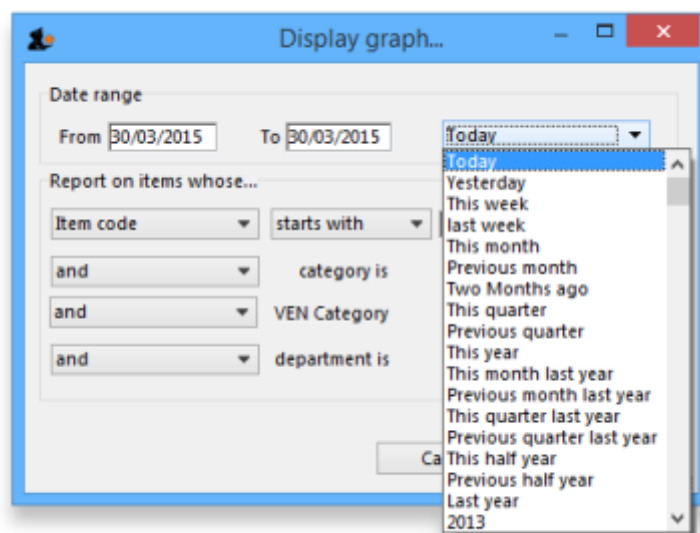 Display graph...
Date range
From 30/03/2015 To 30/03/2015 Today
Today
Yesterday
This week
last week
This month
Previous month
Two Months ago
This quarter
Previous quarter
This year
This month last year
Previous month last year
This quarter last year
Previous quarter last year
This half year
Previous half year
Last year
2013
Report on items whose...
Item code starts with
and category is
and VEN Category
and department is
Ca